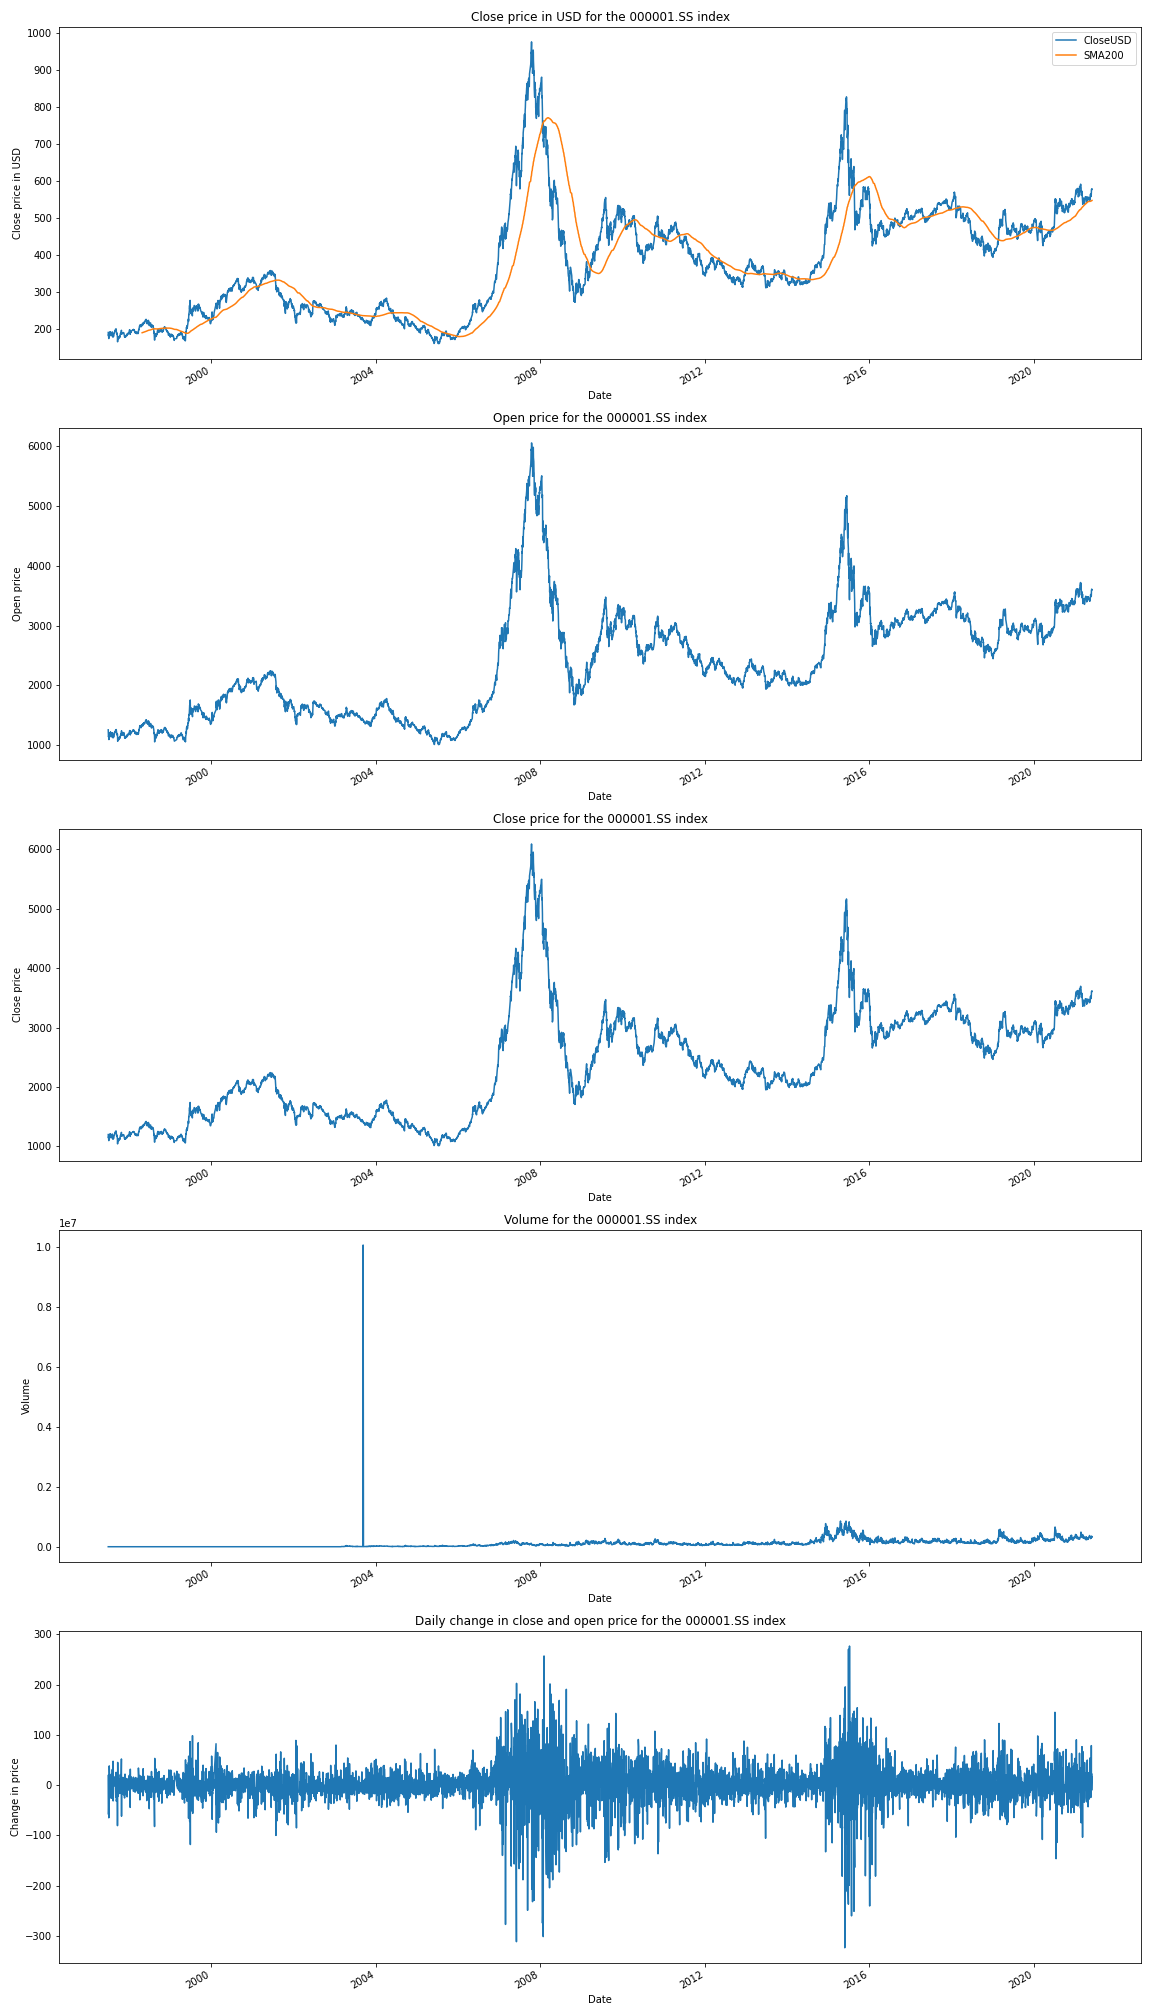 Close price in USD for the 000001.SS index
1000
900
800
700
600
500
400
300
200
Close price in USD
CloseUSD
SMA200
2000 2004 2008 2012 2016 2020
Date
Open price for the 000001.SS index
6000
5000
4000
3000
2000
1000
Open price
2000 2004 2008 2012 2016 2020
Date
Close price for the 000001.SS index
6000
5000
4000
3000
2000
1000
Close price
2000 2004 2008 2012 2016 2020
Date
Volume for the 000001.SS index
1e7
1.0
0.8
0.6
0.4
0.2
0.0
Volume
2000 2004 2008 2012 2016 2020
Date
Daily change in close and open price for the 000001.SS index
300
200
100
0
−100
−200
−300
Change in price
2000 2004 2008 2012 2016 2020
Date